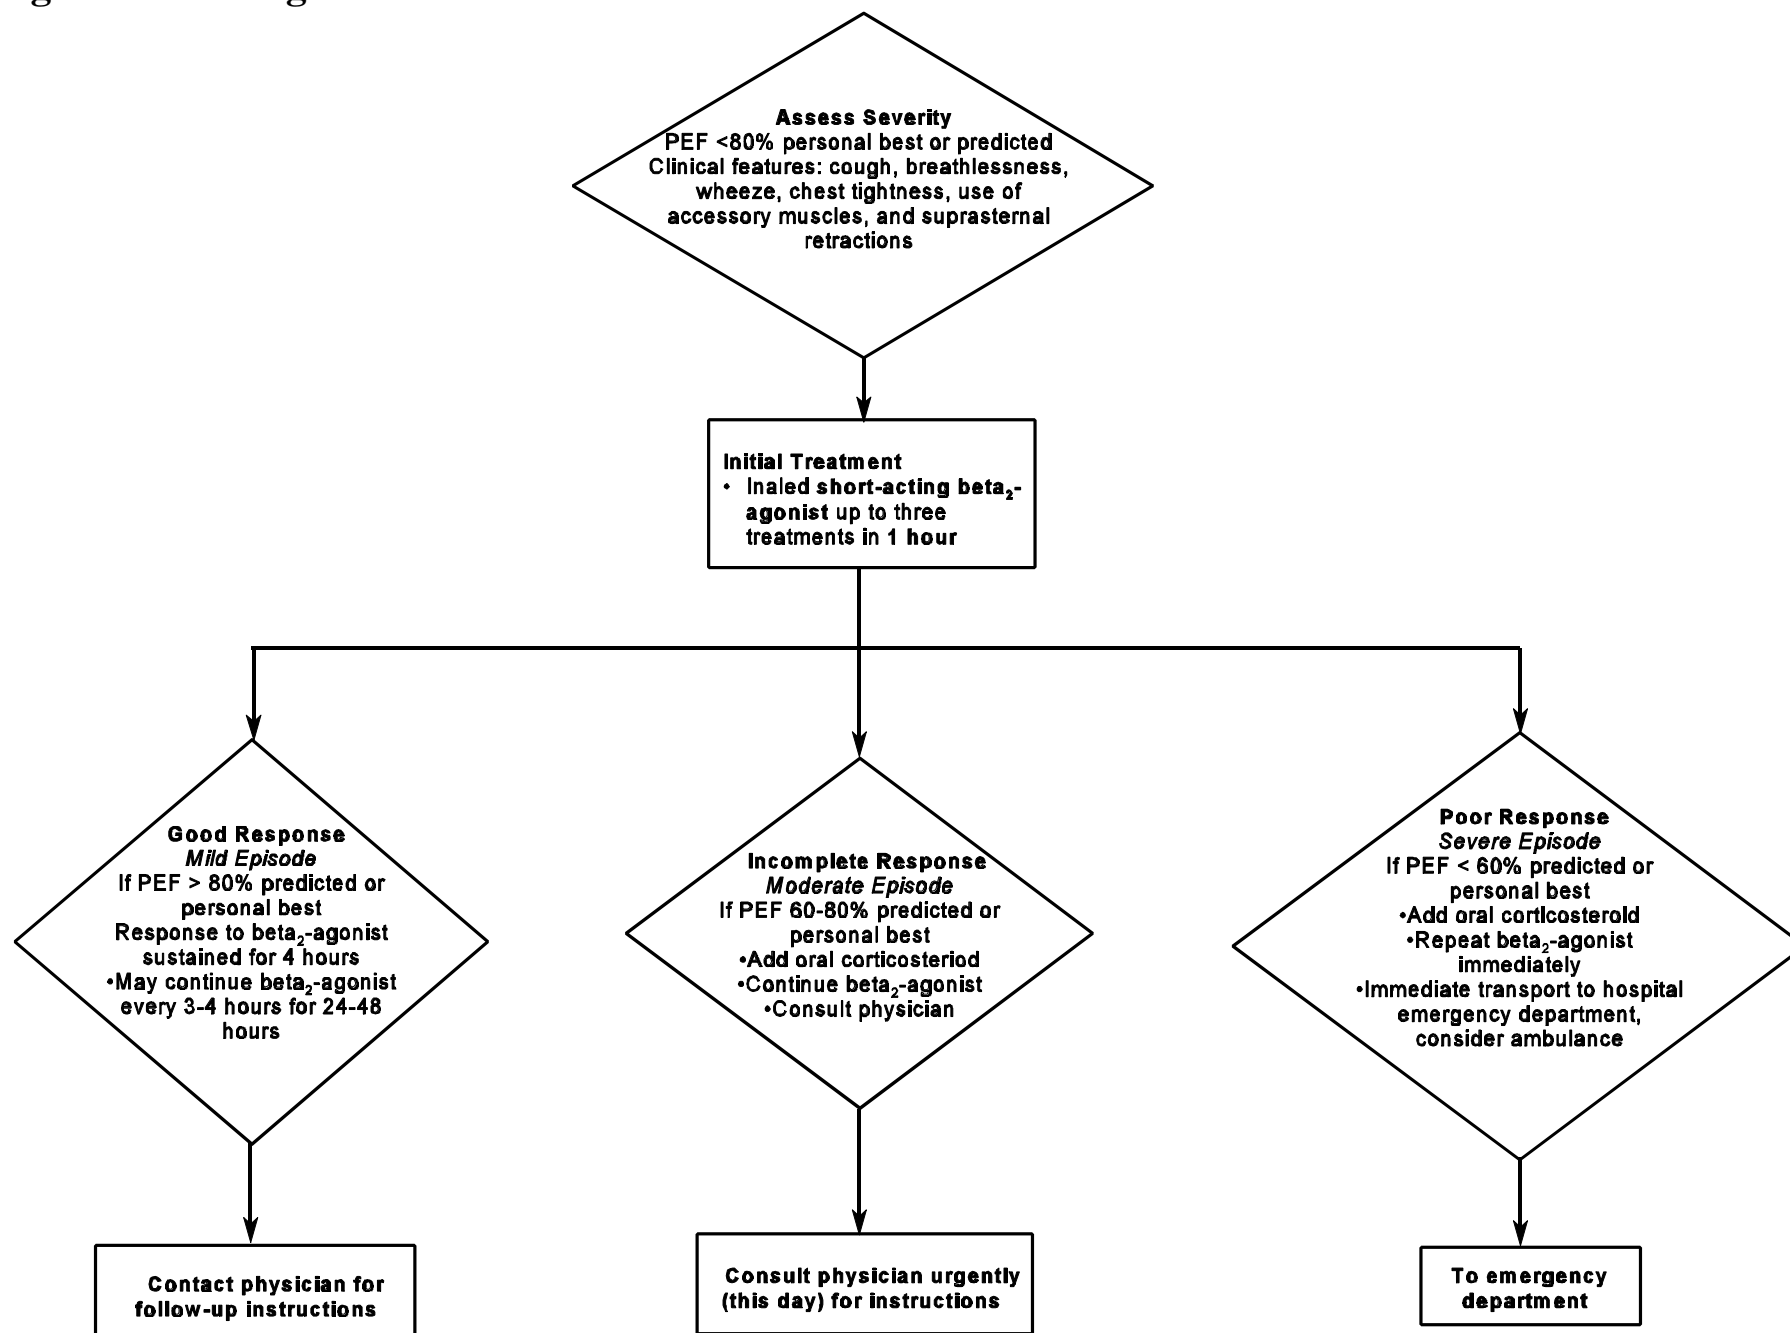 Assess Severity
PEF <80% personal best or predicted
Clinical features: cough, breathlessness,
wheeze, chest tightness, use of
accessory muscles, and suprasternal
retractions
Initial Treatment
• Inaled short-acting beta₂-
agonist up to three
treatments in 1 hour
Good Response
Mild Episode
If PEF > 80% predicted or
personal best
Response to beta₂-agonist
sustained for 4 hours
•May continue beta₂-agonist
every 3-4 hours for 24-48
hours
Incomplete Response
Moderate Episode
If PEF 60-80% predicted or
personal best
•Add oral corticosteriod
•Continue beta₂-agonist
•Consult physician
Poor Response
Severe Episode
If PEF < 60% predicted or
personal best
•Add oral corticosteroid
•Repeat beta₂-agonist
immediately
•Immediate transport to hospital
emergency department,
consider ambulance
Contact physician for
follow-up instructions
Consult physician urgently
(this day) for instructions
To emergency
department